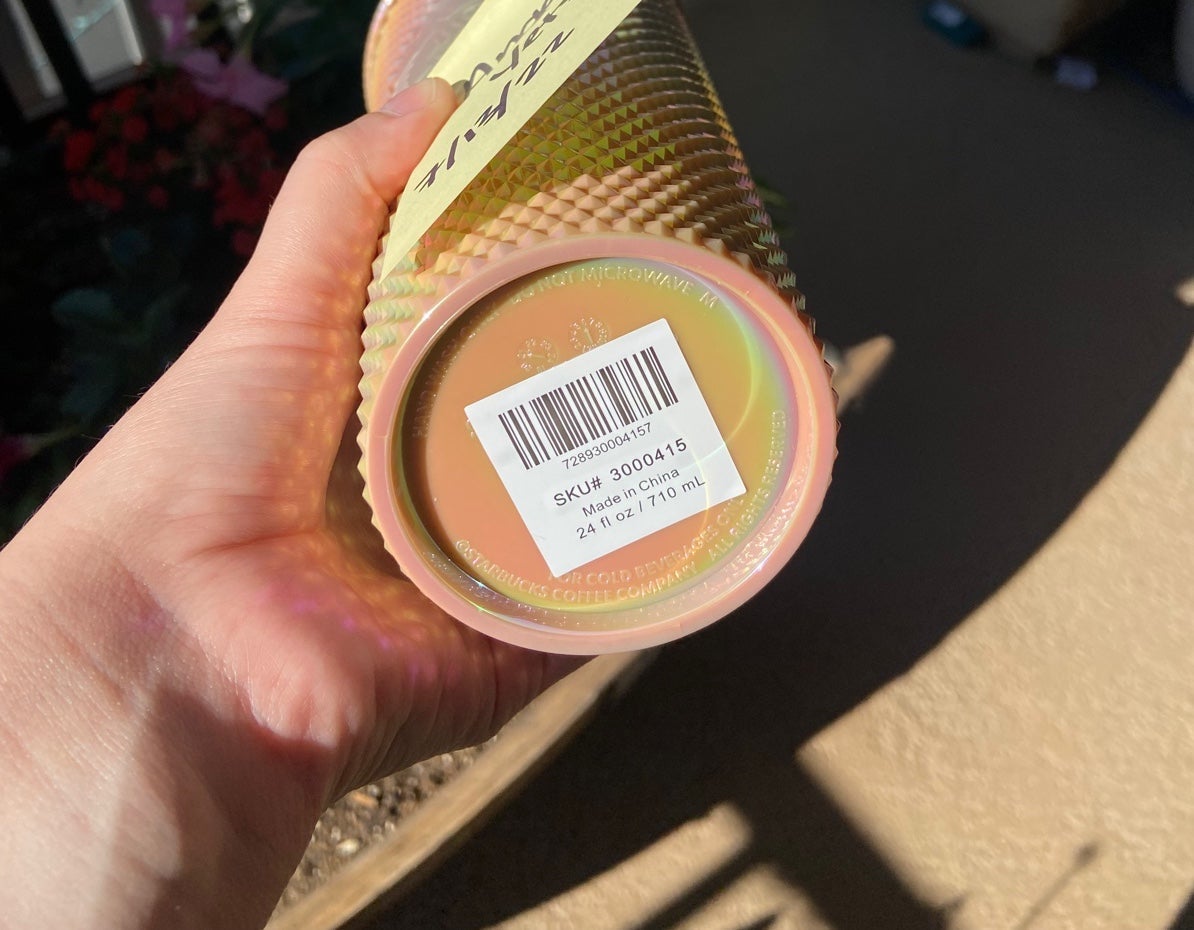 DO NOT MICROWAVE
728930004157
SKU# 3000415
Made in China
24 fl oz / 710 mL
FOR COLD BEVERAGES ONLY
©STARBUCKS COFFEE COMPANY
ALL RIGHTS RESERVED